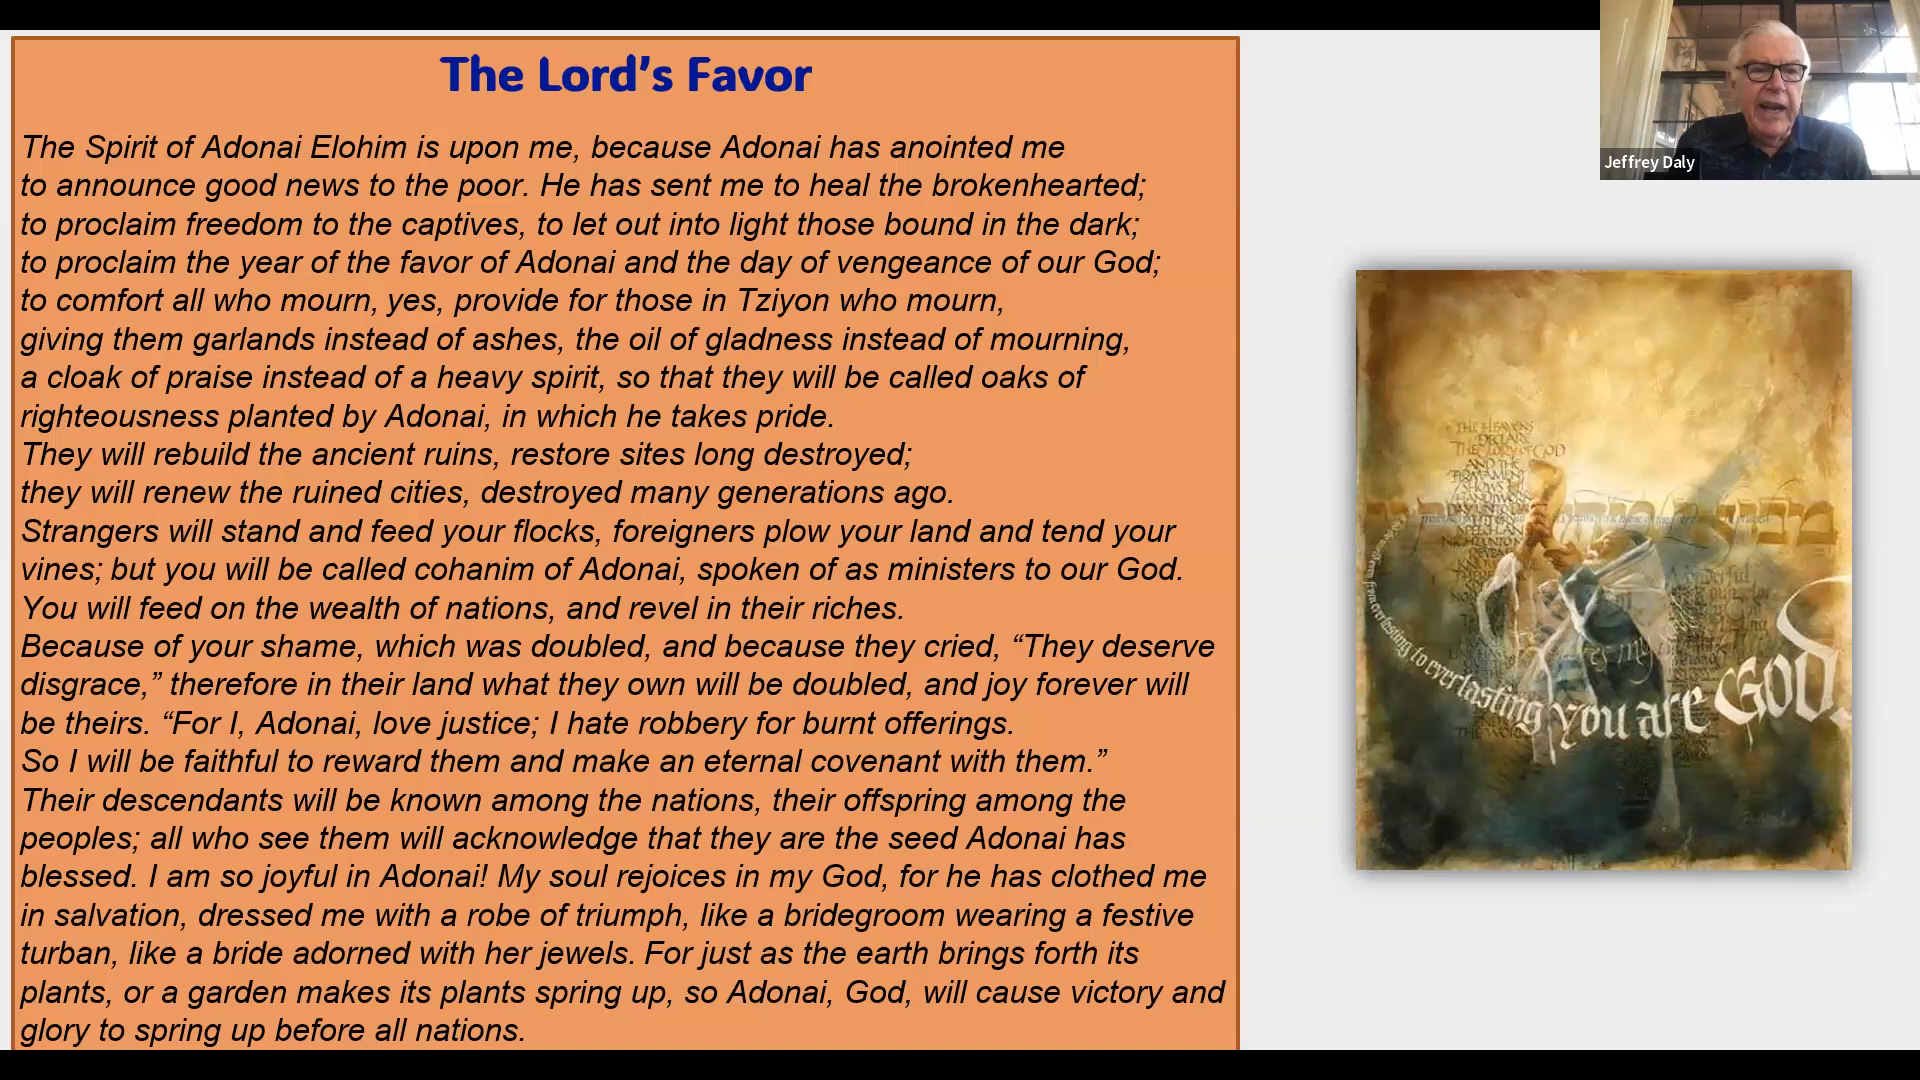 The Lord’s Favor
The Spirit of Adonai Elohim is upon me, because Adonai has anointed me
to announce good news to the poor. He has sent me to heal the brokenhearted;
to proclaim freedom to the captives, to let out into light those bound in the dark;
to proclaim the year of the favor of Adonai and the day of vengeance of our God;
to comfort all who mourn, yes, provide for those in Tziyon who mourn,
giving them garlands instead of ashes, the oil of gladness instead of mourning,
a cloak of praise instead of a heavy spirit, so that they will be called oaks of
righteousness planted by Adonai, in which he takes pride.
They will rebuild the ancient ruins, restore sites long destroyed;
they will renew the ruined cities, destroyed many generations ago.
Strangers will stand and feed your flocks, foreigners plow your land and tend your
vines; but you will be called cohanim of Adonai, spoken of as ministers to our God.
You will feed on the wealth of nations, and revel in their riches.
Because of your shame, which was doubled, and because they cried, “They deserve
disgrace,” therefore in their land what they own will be doubled, and joy forever will
be theirs. “For I, Adonai, love justice; I hate robbery for burnt offerings.
So I will be faithful to reward them and make an eternal covenant with them.”
Their descendants will be known among the nations, their offspring among the
peoples; all who see them will acknowledge that they are the seed Adonai has
blessed. I am so joyful in Adonai! My soul rejoices in my God, for he has clothed me
in salvation, dressed me with a robe of triumph, like a bridegroom wearing a festive
turban, like a bride adorned with her jewels. For just as the earth brings forth its
plants, or a garden makes its plants spring up, so Adonai, God, will cause victory and
glory to spring up before all nations.
Jeffrey Daly
THE HEAVENS
DECLARE
THE GLORY OF GOD
AND THE
from everlasting to everlasting you are GOD.